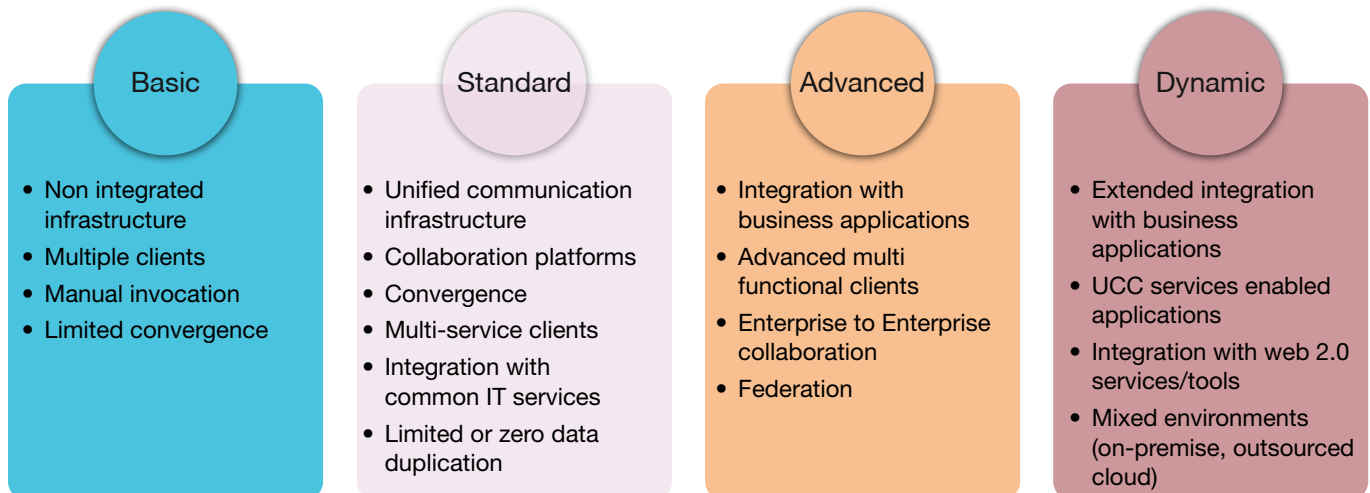 Basic
• Non integrated
infrastructure
• Multiple clients
• Manual invocation
• Limited convergence
Standard
• Unified communication
infrastructure
• Collaboration platforms
• Convergence
• Multi-service clients
• Integration with
common IT services
• Limited or zero data
duplication
Advanced
• Integration with
business applications
• Advanced multi
functional clients
• Enterprise to Enterprise
collaboration
• Federation
Dynamic
• Extended integration
with business
applications
• UCC services enabled
applications
• Integration with web 2.0
services/tools
• Mixed environments
(on-premise, outsourced
cloud)